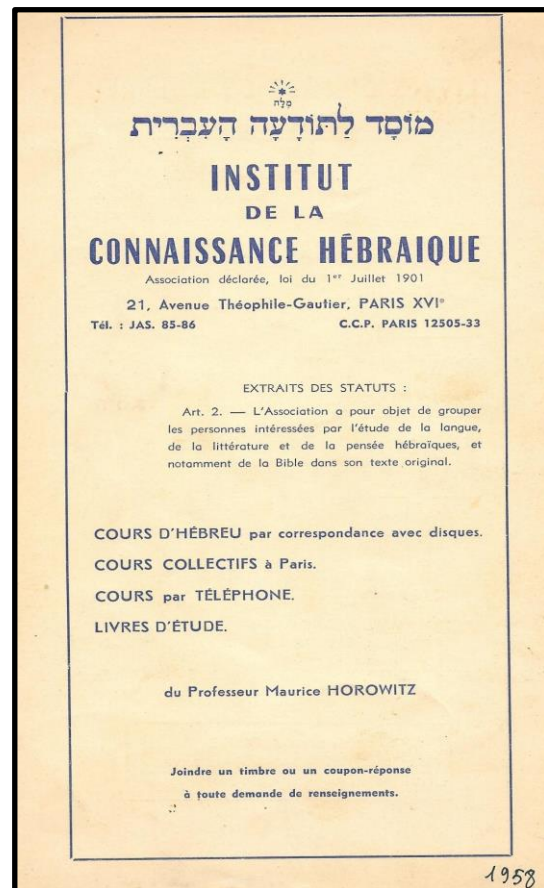 מלה
מוֹסָד לַתּוֹדָעָה הָעִבְרִית
INSTITUT
DE LA
CONNAISSANCE HÉBRAIQUE
Association déclarée, loi du 1er Juillet 1901
21, Avenue Théophile-Gautier, PARIS XVIe
Tél. : JAS. 85-86 C.C.P. PARIS 12505-33
EXTRAITS DES STATUTS :
Art. 2. — L'Association a pour objet de grouper
les personnes intéressées par l'étude de la langue,
de la littérature et de la pensée hébraïques, et
notamment de la Bible dans son texte original.
COURS D'HÉBREU par correspondance avec disques.
COURS COLLECTIFS à Paris.
COURS par TÉLÉPHONE.
LIVRES D'ÉTUDE.
du Professeur Maurice HOROWITZ
Joindre un timbre ou un coupon-réponse
à toute demande de renseignements.
1958